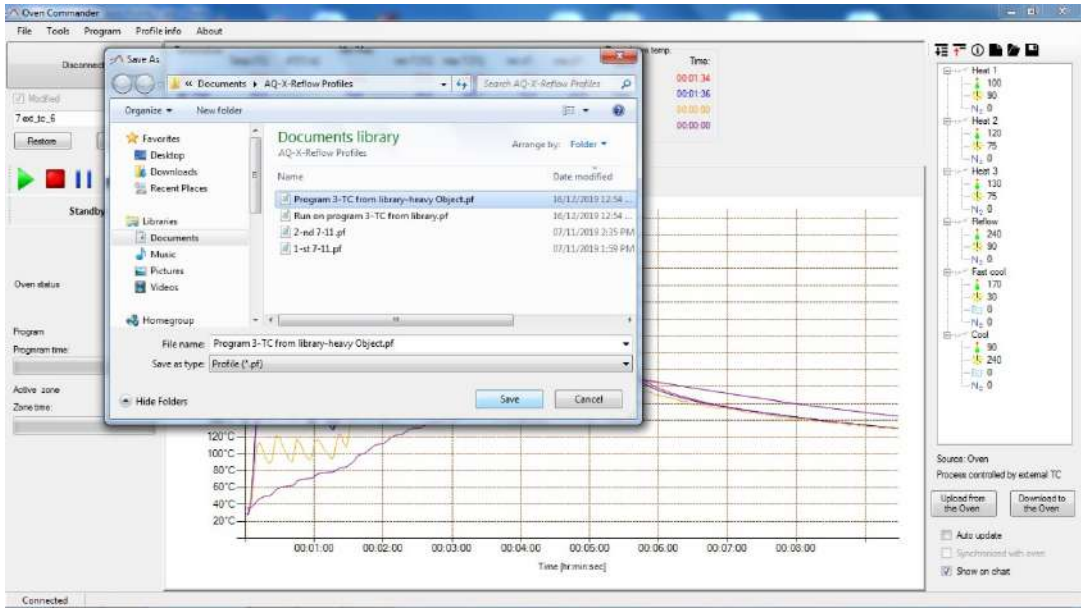 Oven Commander
File Tools Program Profile info About
Disconnect
Modified
7 ext_tc_6
Restore
Standby
Oven status
Program
Program time:
Active zone
Zone time:
Connected
Save As
« Documents ▸ AQ-X-Reflow Profiles
Search AQ-X-Reflow Profiles
Organize New folder
Favorites
Desktop
Downloads
Recent Places
Libraries
Documents
Music
Pictures
Videos
Homegroup
Documents library
AQ-X-Reflow Profiles
Arrange by: Folder
Name Date modified
Program 3-TC from library-heavy Object.pf 16/12/2019 12:54 ...
Run on program 3-TC from library.pf 16/12/2019 12:54 ...
2-nd 7-11.pf 07/11/2019 2:35 PM
1-st 7-11.pf 07/11/2019 1:59 PM
File name: Program 3-TC from library-heavy Object.pf
Save as type: Profile (*.pf)
Hide Folders
Save Cancel
temp.
Time:
00:01:34
00:01:36
00:00:00
00:00:00
120°C
100°C
80°C
60°C
40°C
20°C
00:01:00 00:02:00 00:03:00 00:04:00 00:05:00 00:06:00 00:07:00 00:08:00
Time [hr:min:sec]
Heat 1
100
90
N₂ 0
Heat 2
120
75
N₂ 0
Heat 3
130
75
N₂ 0
Reflow
240
90
N₂ 0
Fast cool
170
30
0
N₂ 0
Cool
90
240
0
N₂ 0
Source: Oven
Process controlled by external TC
Upload from the Oven
Download to the Oven
Auto update
Synchronized with oven
Show on chart